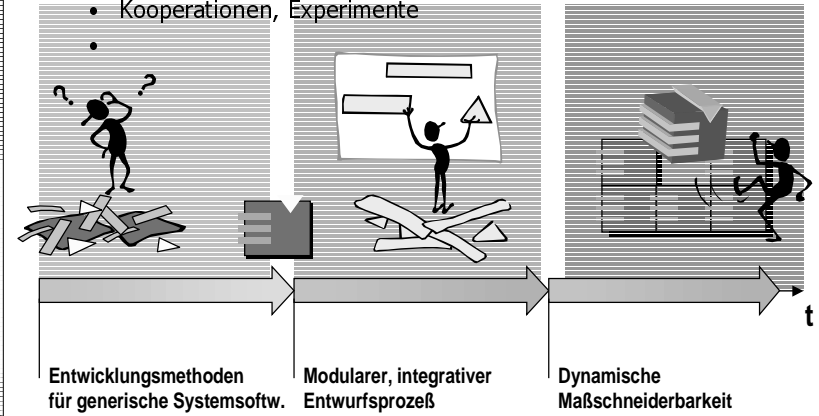 • Kooperationen, Experimente
•
? ?
t
Entwicklungsmethoden
für generische Systemsoftw.
Modularer, integrativer
Entwurfsprozeß
Dynamische
Maßschneiderbarkeit